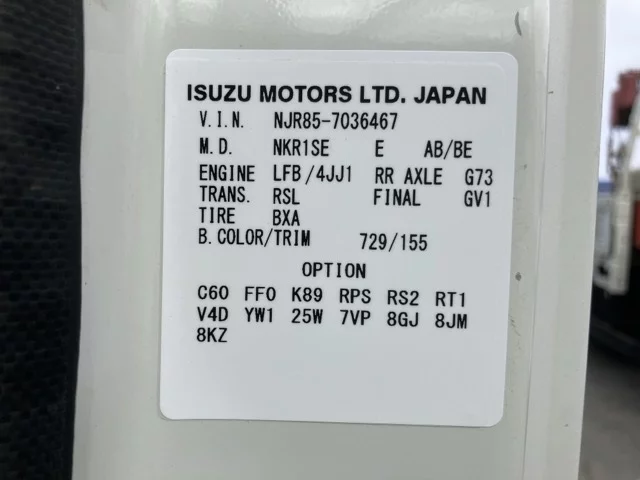 ISUZU MOTORS LTD. JAPAN
V.I.N. NJR85-7036467
M.D. NKR1SE E AB/BE
ENGINE LFB/4JJ1 RR AXLE G73
TRANS. RSL FINAL GV1
TIRE BXA
B.COLOR/TRIM 729/155
OPTION
C60 FF0 K89 RPS RS2 RT1
V4D YW1 25W 7VP 8GJ 8JM
8KZ